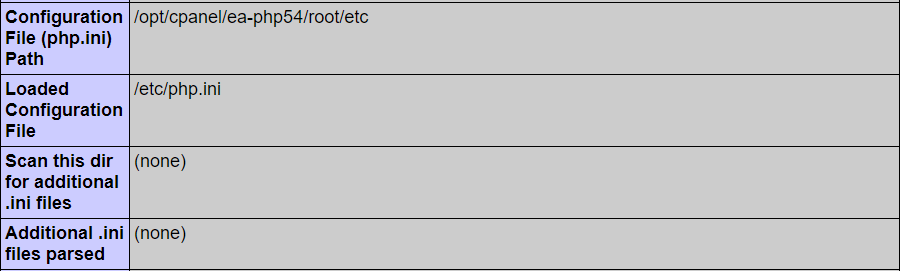 Configuration
File (php.ini)
Path
/opt/cpanel/ea-php54/root/etc
Loaded
Configuration
File
/etc/php.ini
Scan this dir
for additional
.ini files
(none)
Additional .ini
files parsed
(none)